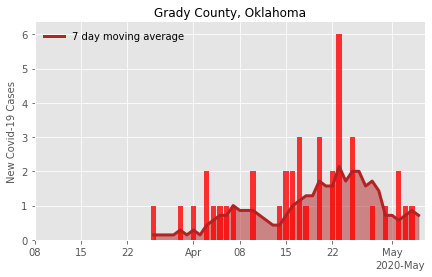 Grady County, Oklahoma
7 day moving average
New Covid-19 Cases
6
5
4
3
2
1
0
08 15 22 Apr 08 15 22 May
2020-May